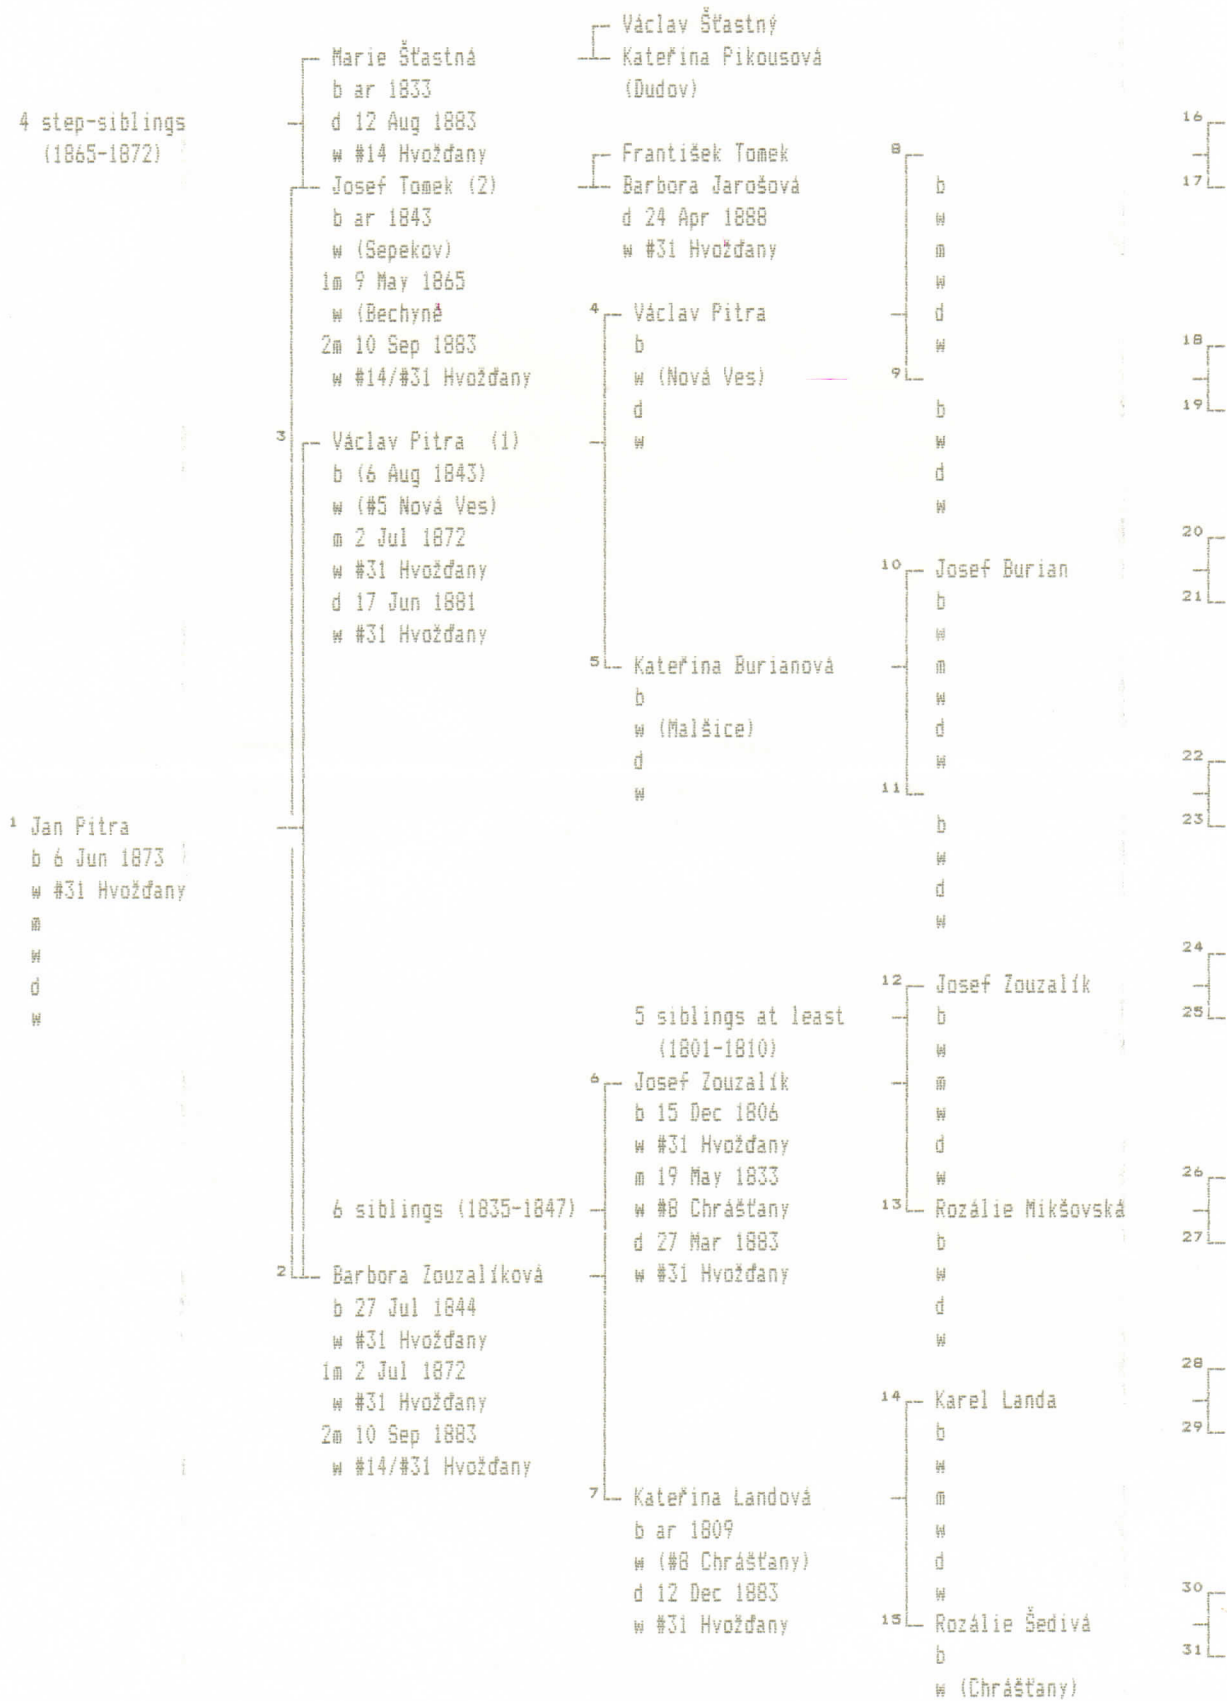 4 step-siblings
(1865-1872)
1 Jan Pitra
b 6 Jun 1873
w #31 Hvožďany
m
w
d
w
Marie Šťastná
b ar 1833
d 12 Aug 1883
w #14 Hvožďany
Josef Tomek (2)
b ar 1843
w (Sepekov)
1m 9 May 1865
w (Bechyně
2m 10 Sep 1883
w #14/#31 Hvožďany
3 Václav Pitra (1)
b (6 Aug 1843)
w (#5 Nová Ves)
m 2 Jul 1872
w #31 Hvožďany
d 17 Jun 1881
w #31 Hvožďany
6 siblings (1835-1847)
2 Barbora Zouzalíková
b 27 Jul 1844
w #31 Hvožďany
1m 2 Jul 1872
w #31 Hvožďany
2m 10 Sep 1883
w #14/#31 Hvožďany
Václav Šťastný
Kateřina Pikousová
(Dudov)
František Tomek
Barbora Jarošová
d 24 Apr 1888
w #31 Hvožďany
4 Václav Pitra
b
w (Nová Ves)
d
w
5 Kateřina Burianová
b
w (Malšice)
d
w
5 siblings at least
(1801-1810)
6 Josef Zouzalík
b 15 Dec 1806
w #31 Hvožďany
m 19 May 1833
w #8 Chrášťany
d 27 Mar 1883
w #31 Hvožďany
7 Kateřina Landová
b ar 1809
w (#8 Chrášťany)
d 12 Dec 1883
w #31 Hvožďany
8
b
w
m
w
d
w
9
b
w
d
w
10 Josef Burian
b
w
m
w
d
w
11
b
w
d
w
12 Josef Zouzalík
b
w
m
w
d
w
13 Rozálie Mikšovská
b
w
d
w
14 Karel Landa
b
w
m
w
d
w
15 Rozálie Šedivá
b
w (Chrášťany)
16
17
18
19
20
21
22
23
24
25
26
27
28
29
30
31